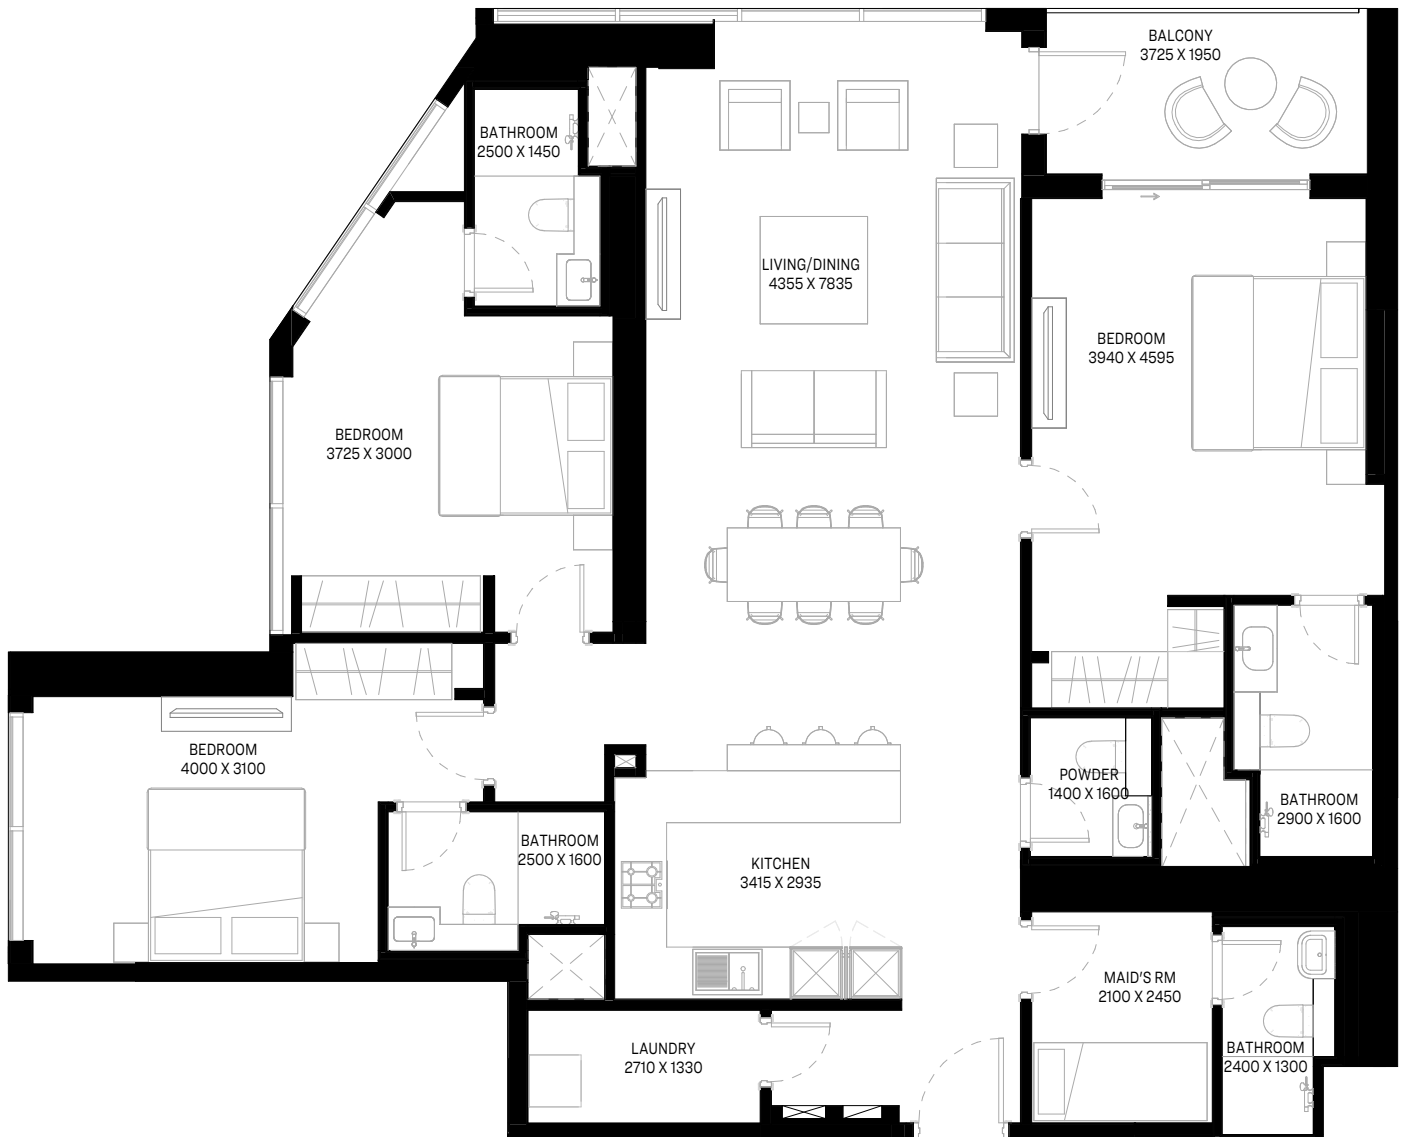 BALCONY
3725 X 1950
BATHROOM
2500 X 1450
LIVING/DINING
4355 X 7835
BEDROOM
3940 X 4595
BEDROOM
3725 X 3000
BEDROOM
4000 X 3100
POWDER
1400 X 1600
BATHROOM
2900 X 1600
BATHROOM
2500 X 1600
KITCHEN
3415 X 2935
MAID'S RM
2100 X 2450
LAUNDRY
2710 X 1330
BATHROOM
2400 X 1300